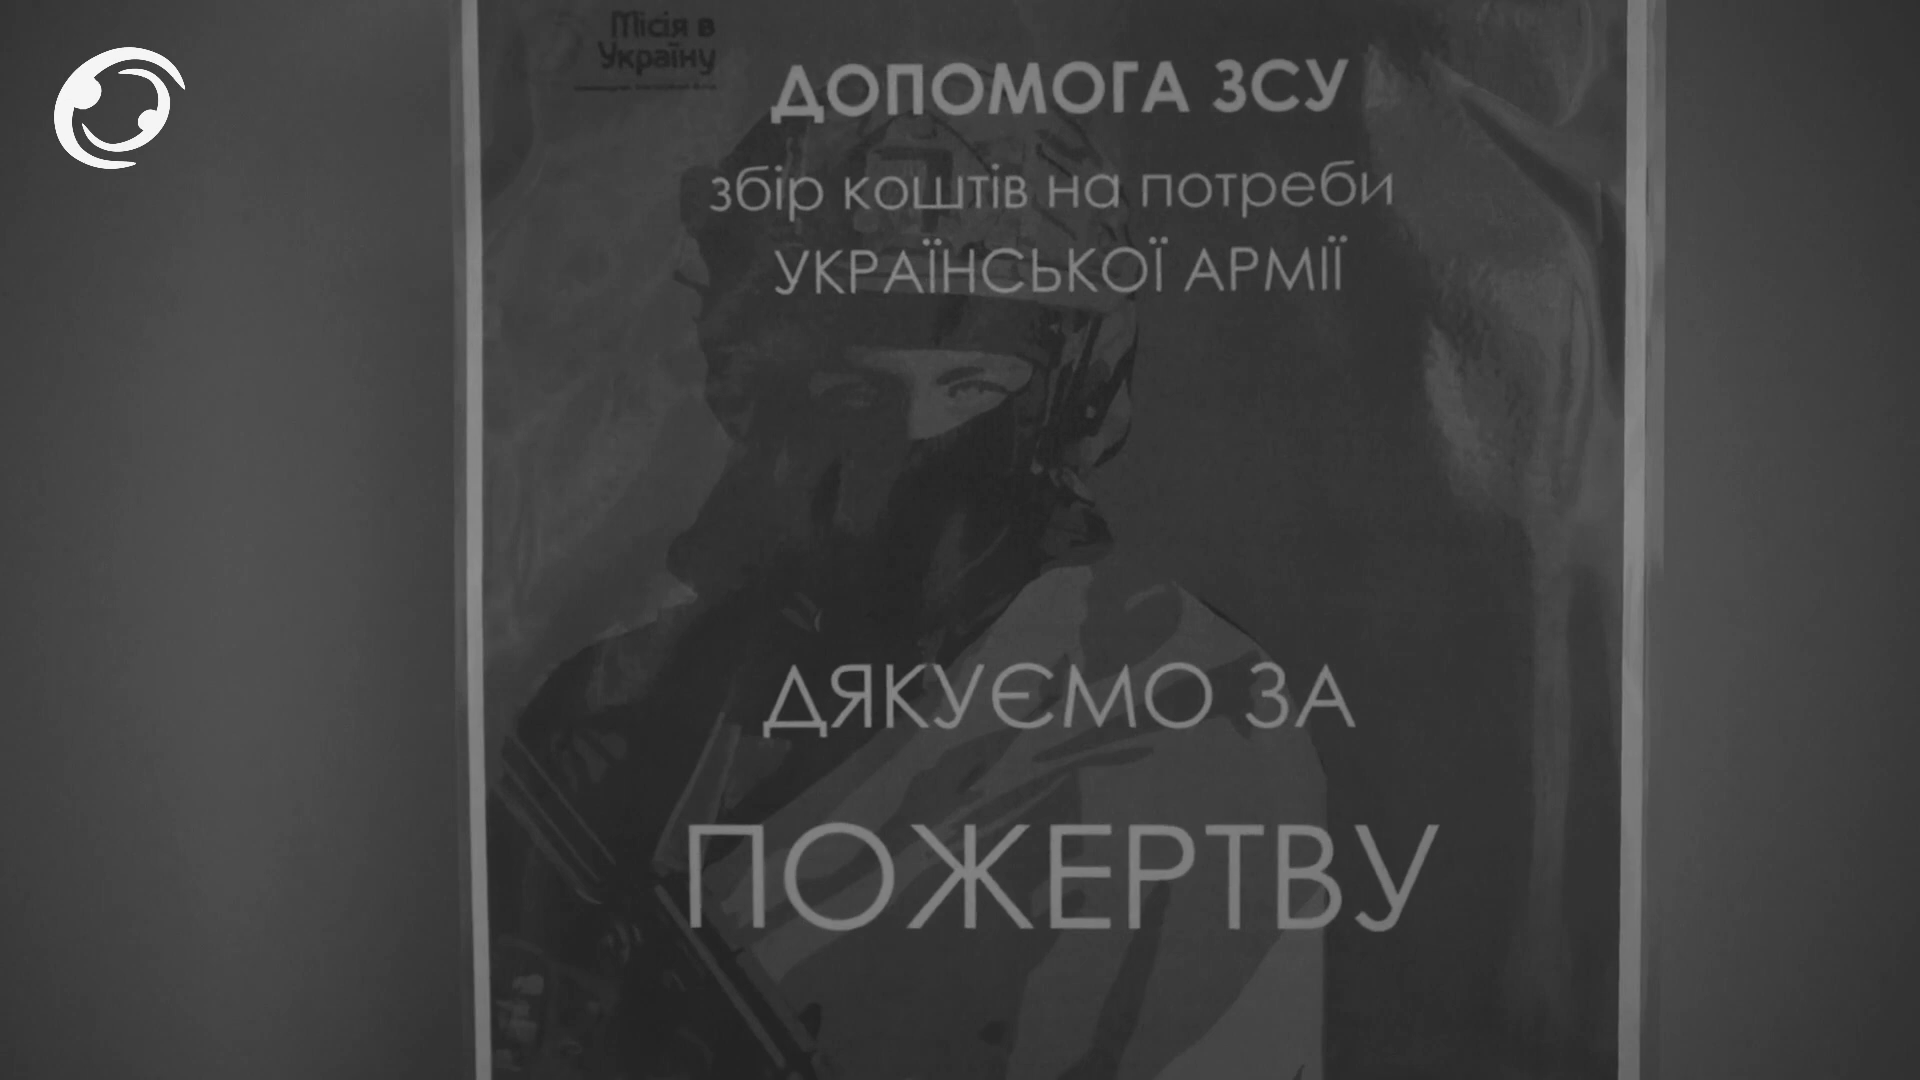 Місія в
Україну
ДОПОМОГА ЗСУ
збір коштів на потреби
УКРАЇНСЬКОЇ АРМІЇ
ДЯКУЄМО ЗА
ПОЖЕРТВУ